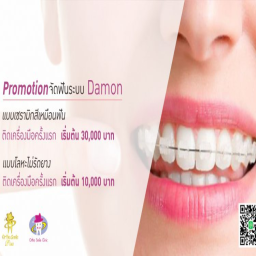 Promotion จัดฟันระบบ Damon
แบบเซรามิกสีเหมือนฟัน
ติดเครื่องมือครั้งแรก เริ่มต้น 30,000 บาท
แบบโลหะไม่รัดยาง
ติดเครื่องมือครั้งแรก เริ่มต้น 10,000 บาท